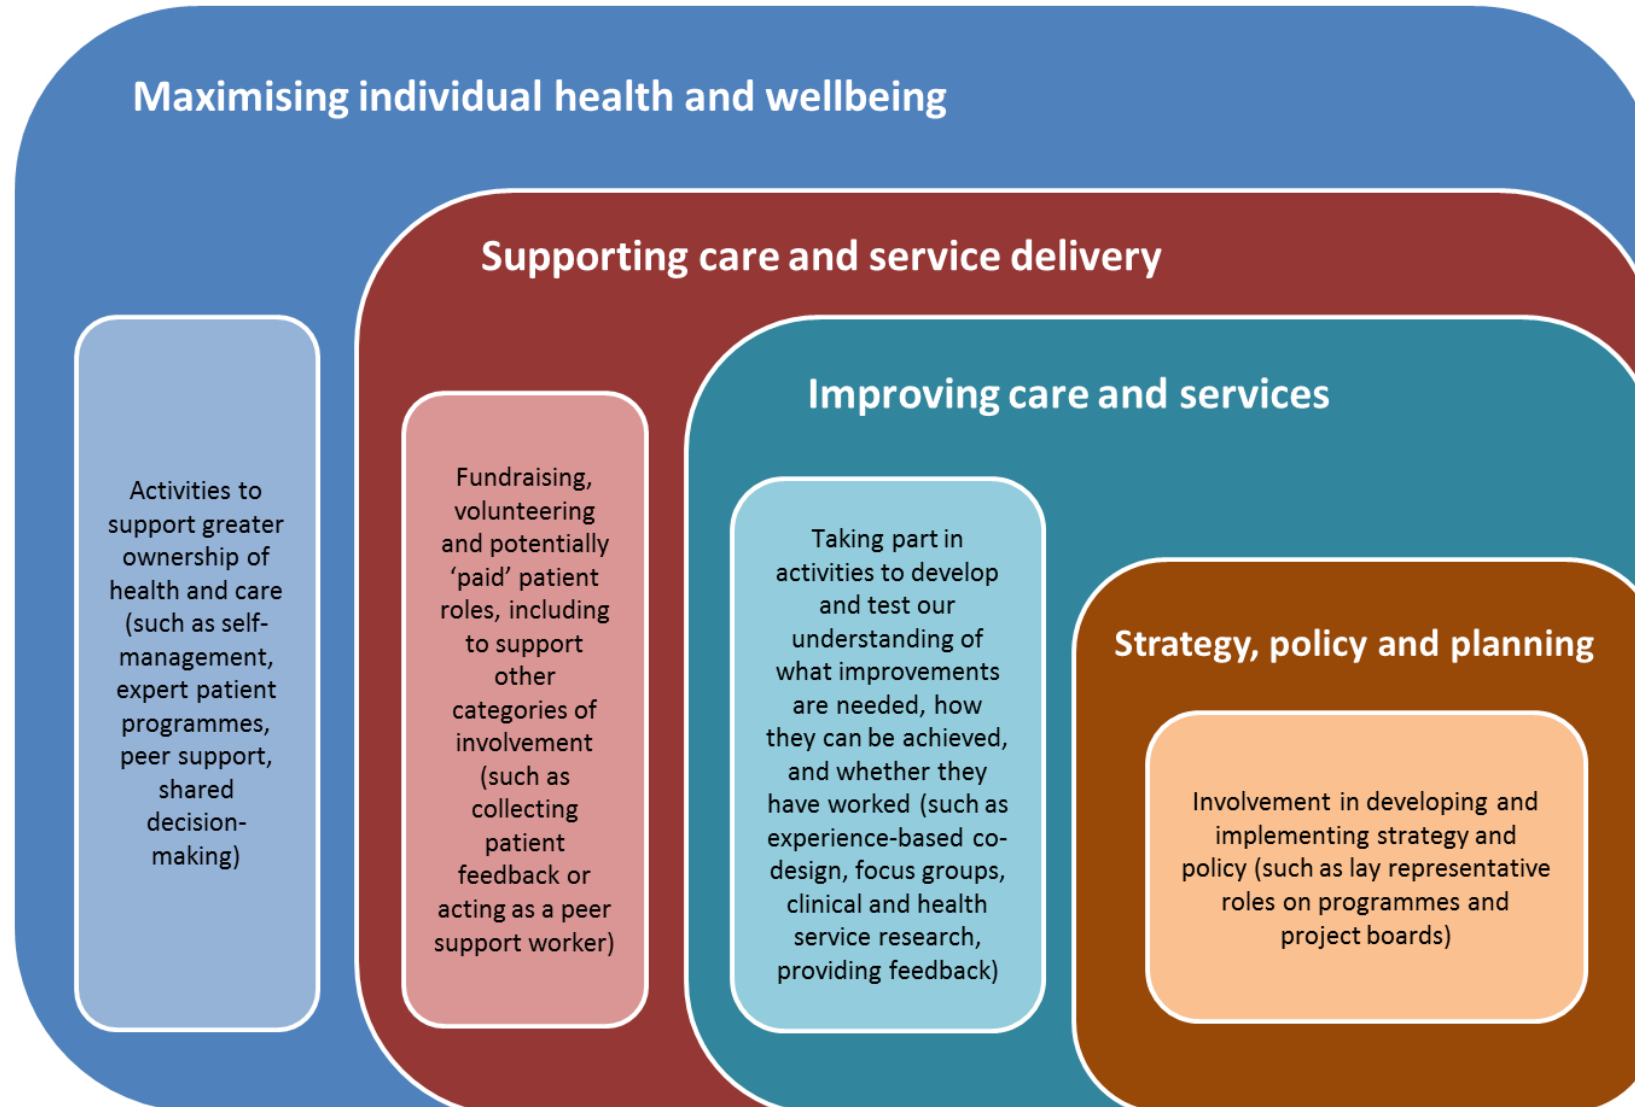 Maximising individual health and wellbeing
Supporting care and service delivery
Improving care and services
Strategy, policy and planning
Activities to
support greater
ownership of
health and care
(such as self-
management,
expert patient
programmes,
peer support,
shared
decision-
making)
Fundraising,
volunteering
and potentially
‘paid’ patient
roles, including
to support
other
categories of
involvement
(such as
collecting
patient
feedback or
acting as a peer
support worker)
Taking part in
activities to develop
and test our
understanding of
what improvements
are needed, how
they can be achieved,
and whether they
have worked (such as
experience-based co-
design, focus groups,
clinical and health
service research,
providing feedback)
Involvement in developing and
implementing strategy and
policy (such as lay representative
roles on programmes and
project boards)